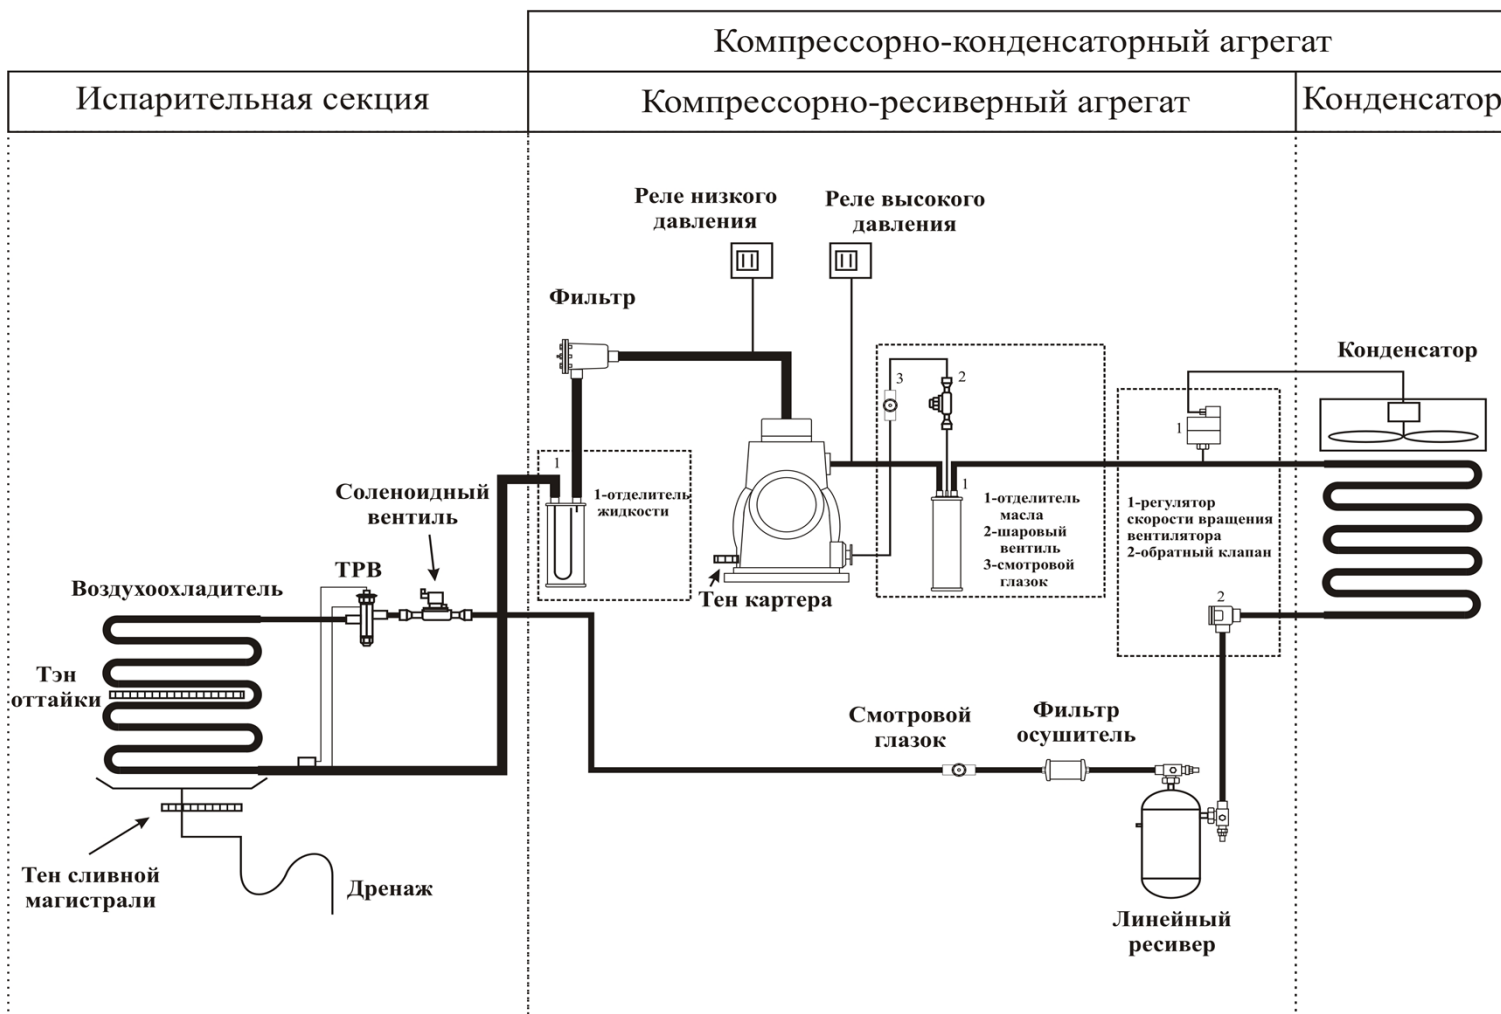 Компрессорно-конденсаторный агрегат
Испарительная секция
Компрессорно-ресиверный агрегат
Конденсатор
Реле низкого
давления
Реле высокого
давления
Фильтр
Конденсатор
3
2
1
1
1
1-отделитель
жидкости
Соленоидный
вентиль
1-отделитель
масла
2-шаровый
вентиль
3-смотровой
глазок
1-регулятор
скорости вращения
вентилятора
2-обратный клапан
ТРВ
Воздухоохладитель
Тен картера
2
Тэн
оттайки
Смотровой
глазок
Фильтр
осушитель
Тен сливной
магистрали
Дренаж
Линейный
ресивер